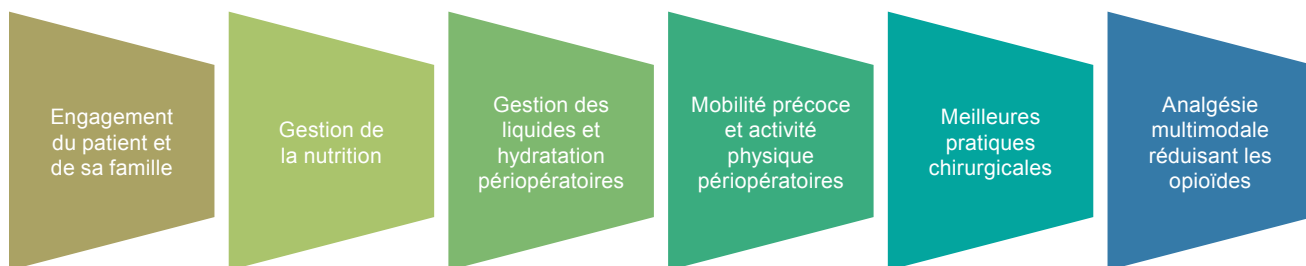 Engagement
du patient et
de sa famille
Gestion de
la nutrition
Gestion des
liquides et
hydratation
périopératoires
Mobilité précoce
et activité
physique
périopératoires
Meilleures
pratiques
chirurgicales
Analgésie
multimodale
réduisant les
opioïdes